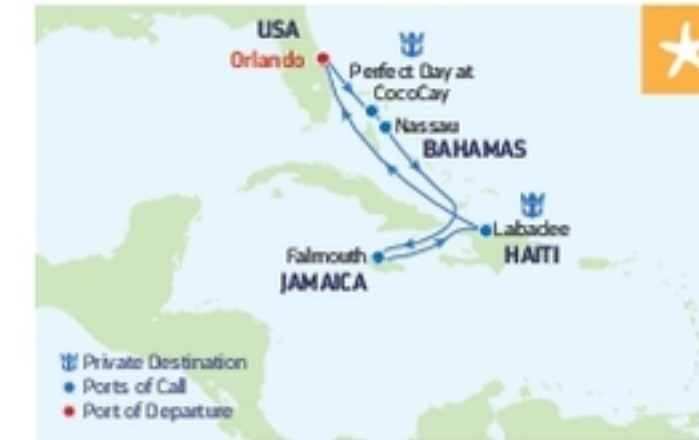 USA
Orlando
Perfect Day at
CocoCay
Nassau
BAHAMAS
Labadee
HAITI
Falmouth
JAMAICA
Private Destination
Ports of Call
Port of Departure